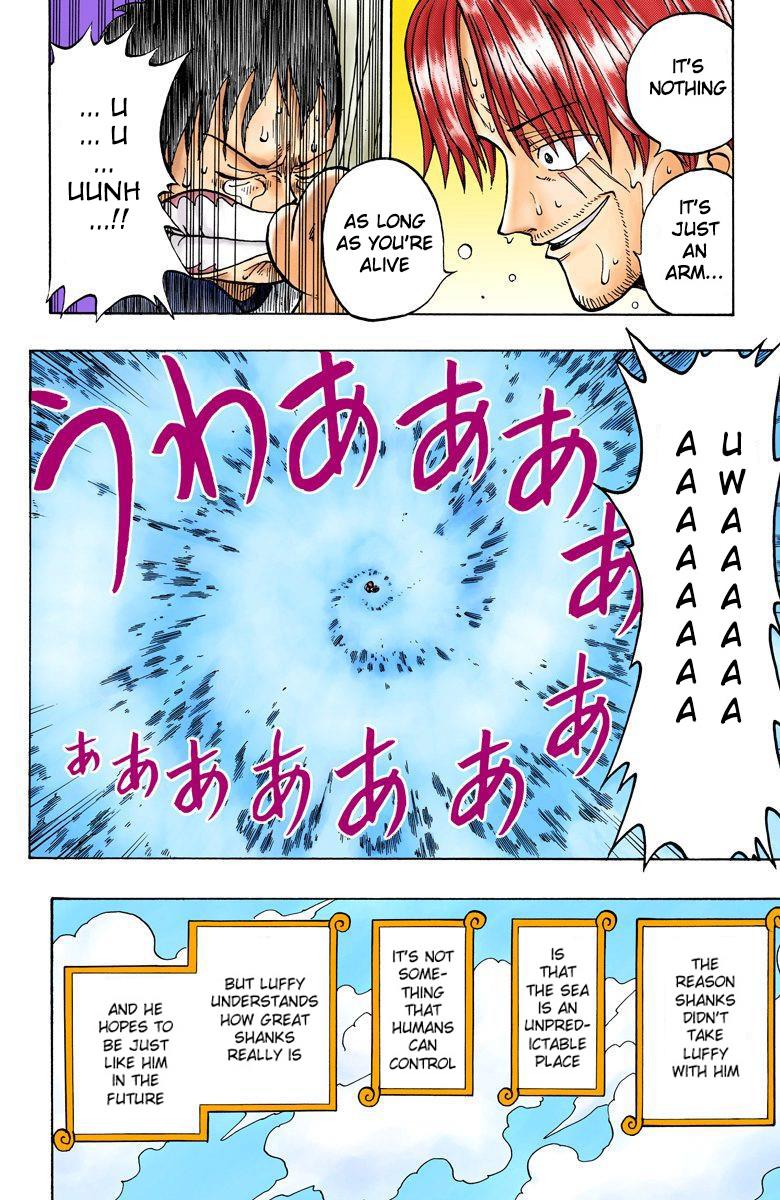 IT'S
NOTHING
IT'S
JUST
AN
ARM...
AS LONG
AS YOU'RE
ALIVE
... U
... U
...
UUNH
...!!
UWAAAAAA
AAAAAAAA
うわあああああああああああ
THE
REASON
SHANKS
DIDN'T
TAKE
LUFFY
WITH HIM
IS
THAT
THE SEA
IS AN
UNPRED-
ICTABLE
PLACE
IT'S NOT
SOME-
THING
THAT
HUMANS
CAN
CONTROL
BUT LUFFY
UNDERSTANDS
HOW GREAT
SHANKS
REALLY IS
AND HE
HOPES TO
BE JUST
LIKE HIM
IN THE
FUTURE